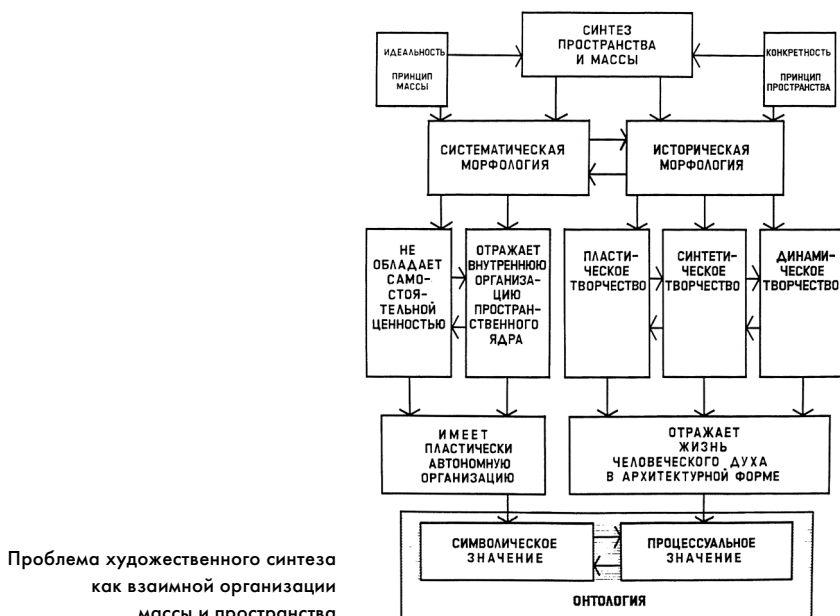 СИНТЕЗ
ПРОСТРАНСТВА
И МАССЫ
ИДЕАЛЬНОСТЬ
ПРИНЦИП
МАССЫ
КОНКРЕТНОСТЬ
ПРИНЦИП
ПРОСТРАНСТВА
СИСТЕМАТИЧЕСКАЯ
МОРФОЛОГИЯ
ИСТОРИЧЕСКАЯ
МОРФОЛОГИЯ
НЕ
ОБЛАДАЕТ
САМО-
СТОЯ-
ТЕЛЬНОЙ
ЦЕННОСТЬЮ
ОТРАЖАЕТ
ВНУТРЕННЮЮ
ОРГАНИЗА-
ЦИЮ
ПРОСТРАН-
СТВЕННОГО
ЯДРА
ПЛАСТИ-
ЧЕСКОЕ
ТВОРЧЕСТВО
СИНТЕТИ-
ЧЕСКОЕ
ТВОРЧЕСТВО
ДИНАМИ-
ЧЕСКОЕ
ТВОРЧЕСТВО
ИМЕЕТ
ПЛАСТИЧЕСКИ
АВТОНОМНУЮ
ОРГАНИЗАЦИЮ
ОТРАЖАЕТ
ЖИЗНЬ
ЧЕЛОВЕЧЕСКОГО ДУХА
В АРХИТЕКТУРНОЙ ФОРМЕ
СИМВОЛИЧЕСКОЕ
ЗНАЧЕНИЕ
ПРОЦЕССУАЛЬНОЕ
ЗНАЧЕНИЕ
ОНТОЛОГИЯ
Проблема художественного синтеза
как взаимной организации
массы и пространства